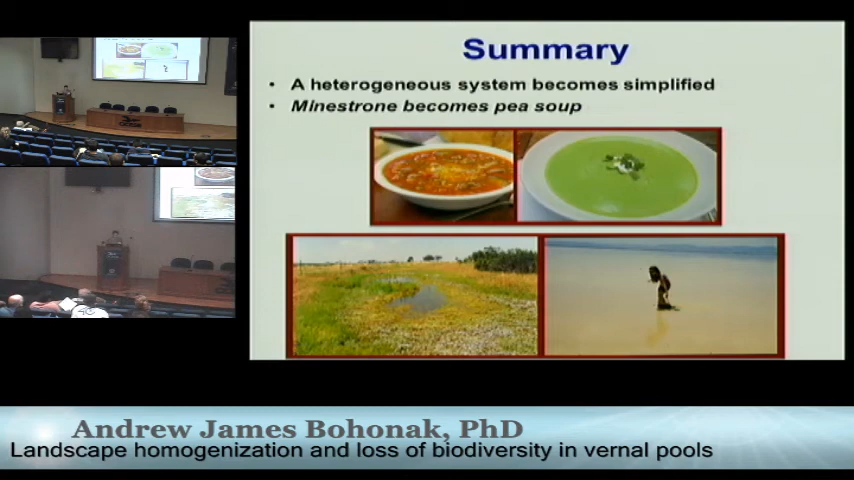 Summary
• A heterogeneous system becomes simplified
• Minestrone becomes pea soup
Andrew James Bohonak, PhD
Landscape homogenization and loss of biodiversity in vernal pools